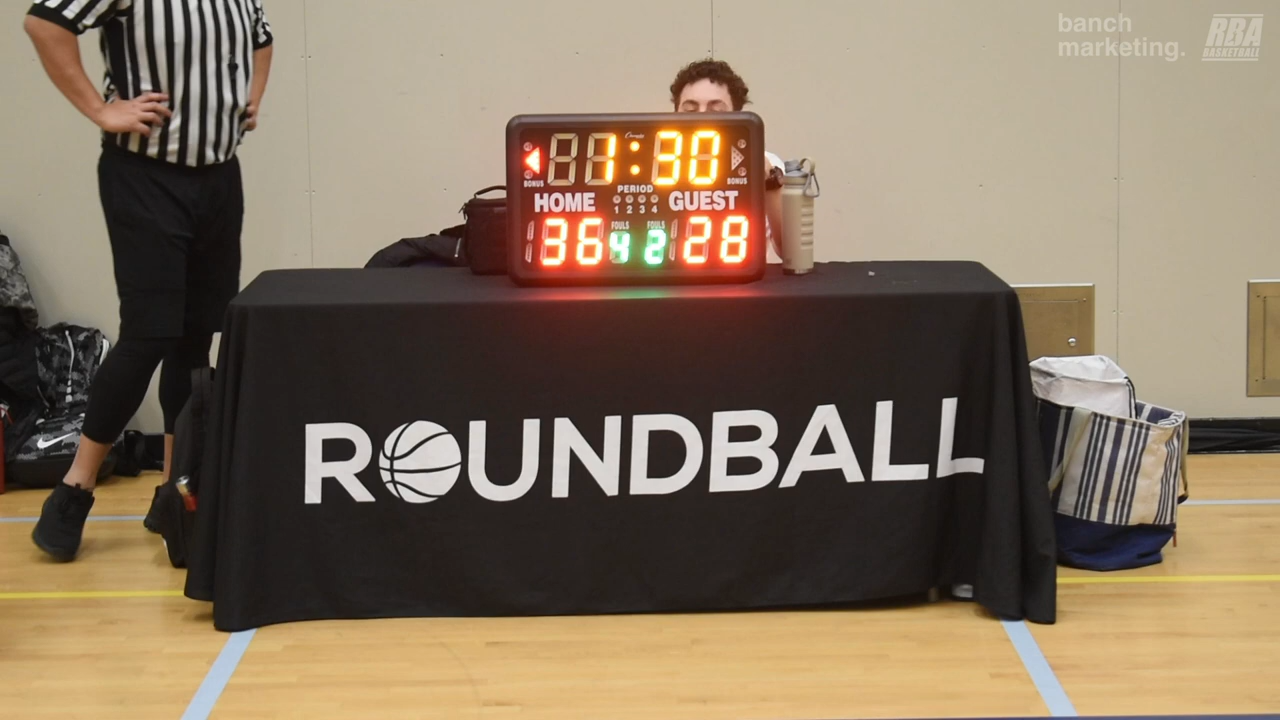 banch
marketing.
RBA
BASKETBALL
1:30
BONUS
BONUS
PERIOD
HOME
1 2 3 4
GUEST
FOULS
FOULS
36
4
2
28
ROUNDBALL